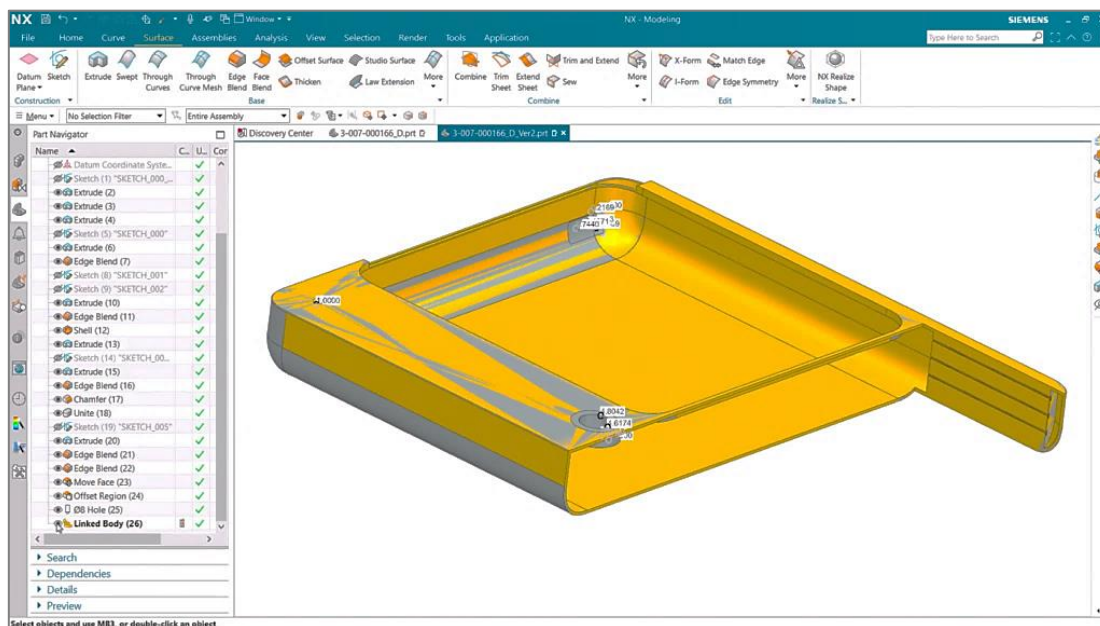 NX Window NX - Modeling SIEMENS
File Home Curve Surface Assemblies Analysis View Selection Render Tools Application Type Here to Search
Datum Plane Sketch Extrude Swept Through Curves Through Curve Mesh Edge Blend Face Blend Offset Surface Thicken Studio Surface Law Extension More Combine Trim Sheet Extend Sheet Trim and Extend Sew More X-Form I-Form Match Edge Edge Symmetry More NX Realize Shape
Construction Base Combine Edit Realize S...
Menu No Selection Filter Entire Assembly
Part Navigator Discovery Center 3-007-000166_D.prt 3-007-000166_D_Ver2.prt
Name C... U... Cor
Datum Coordinate Syste...
Sketch (1) "SKETCH_000_...
Extrude (2)
Extrude (3)
Extrude (4)
Sketch (5) "SKETCH_000"
Extrude (6)
Edge Blend (7)
Sketch (8) "SKETCH_001"
Sketch (9) "SKETCH_002"
Extrude (10)
Edge Blend (11)
Shell (12)
Extrude (13)
Sketch (14) "SKETCH_00...
Extrude (15)
Edge Blend (16)
Chamfer (17)
Unite (18)
Sketch (19) "SKETCH_005"
Extrude (20)
Edge Blend (21)
Edge Blend (22)
Move Face (23)
Offset Region (24)
Ø8 Hole (25)
Linked Body (26)
Search
Dependencies
Details
Preview
Select objects and use MB3, or double-click an object